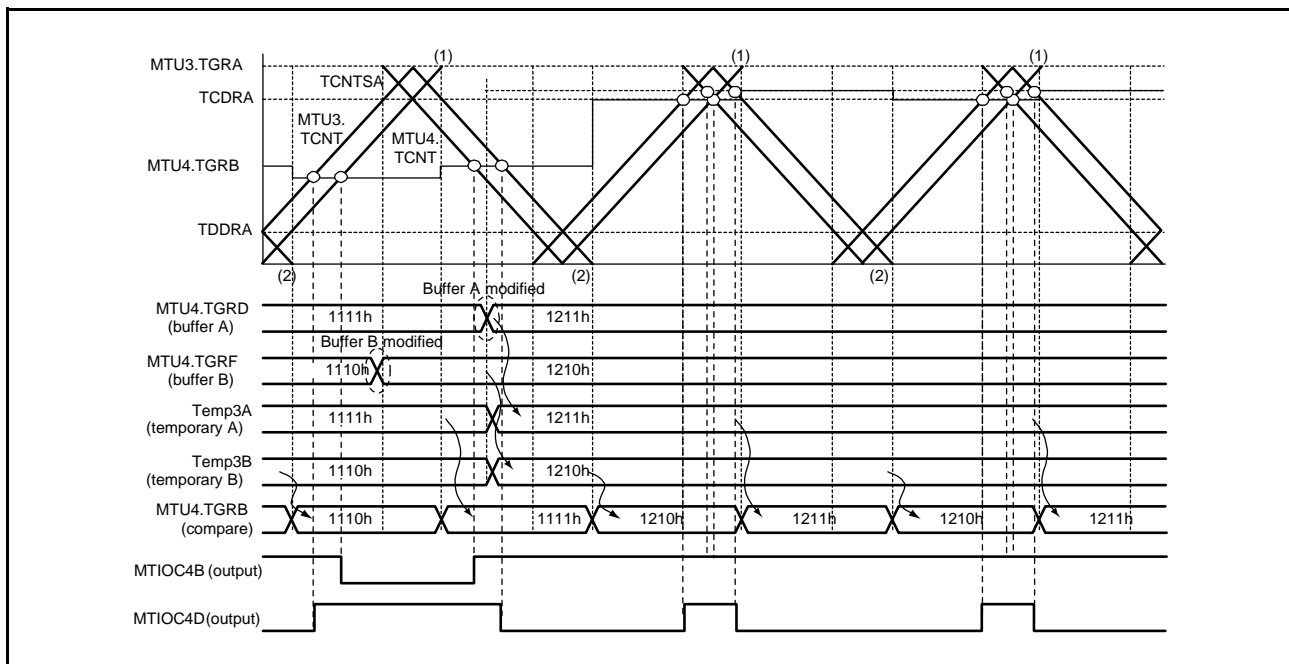 (1) (1) (1)
MTU3.TGRA
TCNTSA
TCDRA
MTU3.
TCNT
MTU4.
TCNT
MTU4.TGRB
TDDRA
(2) (2) (2)
Buffer A modified
MTU4.TGRD
(buffer A)
1111h 1211h
Buffer B modified
MTU4.TGRF
(buffer B)
1110h 1210h
Temp3A
(temporary A)
1111h 1211h
Temp3B
(temporary B)
1110h 1210h
MTU4.TGRB
(compare)
1110h 1111h 1210h 1211h 1210h 1211h
MTIOC4B (output)
MTIOC4D(output)